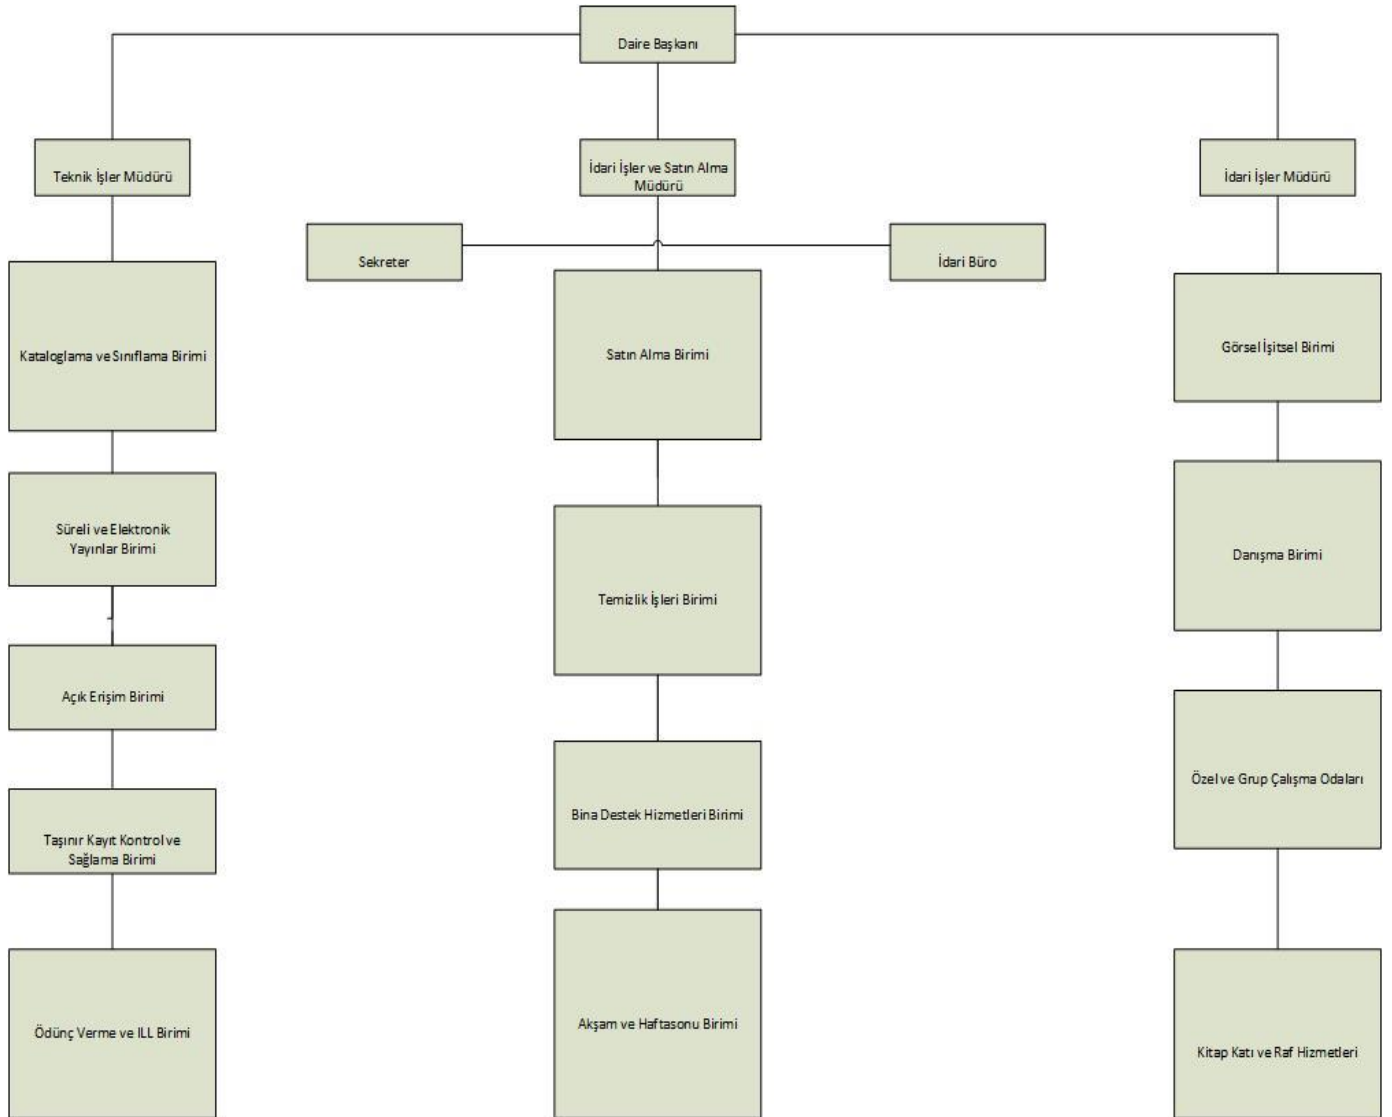 Daire Başkanı
Teknik İşler Müdürü
İdari İşler ve Satın Alma
Müdürü
İdari İşler Müdürü
Sekreter
İdari Büro
Kataloglama ve Sınıflama Birimi
Satın Alma Birimi
Görsel İşitsel Birimi
Süreli ve Elektronik
Yayınlar Birimi
Temizlik İşleri Birimi
Danışma Birimi
Açık Erişim Birimi
Bina Destek Hizmetleri Birimi
Özel ve Grup Çalışma Odaları
Taşınır Kayıt Kontrol ve
Sağlama Birimi
Ödünç Verme ve ILL Birimi
Akşam ve Haftasonu Birimi
Kitap Katı ve Raf Hizmetleri